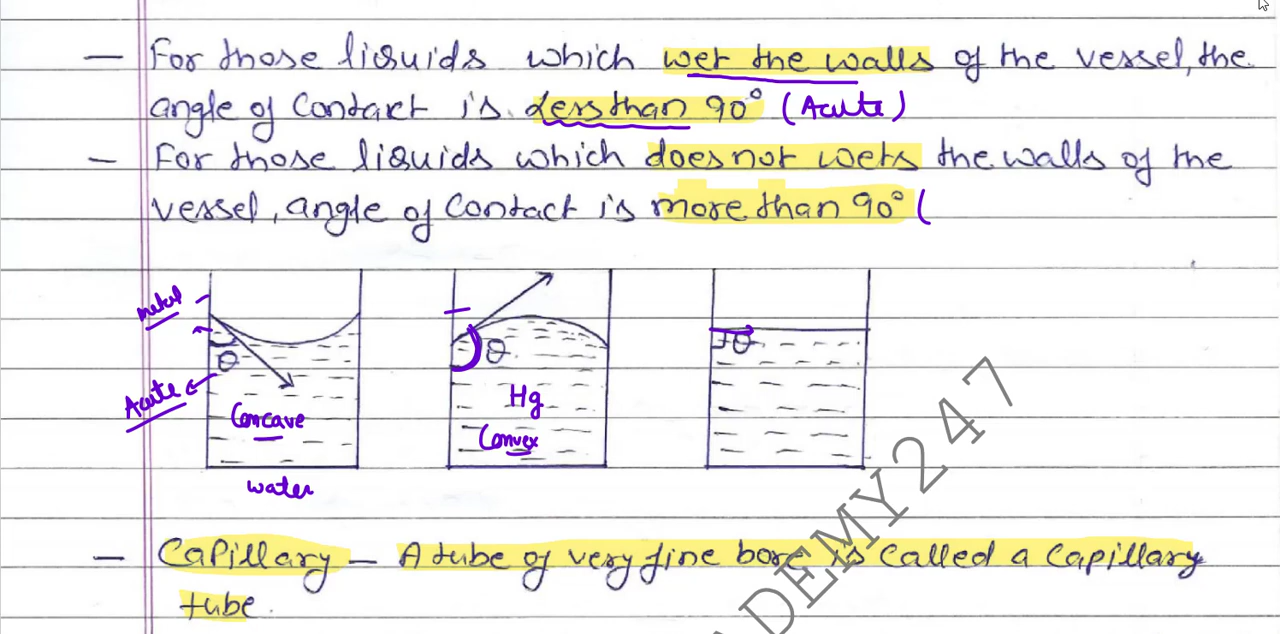 — For those liquids which wet the walls of the vessel, the
angle of Contact is less than 90° (Acute)
— For those liquids which does not wets the walls of the
vessel, angle of Contact is more than 90° (
metal
θ
Acute
Concave
water
θ
Hg
Convex
θ
— Capillary — A tube of very fine bore is called a Capillary
tube.
ADEMY247